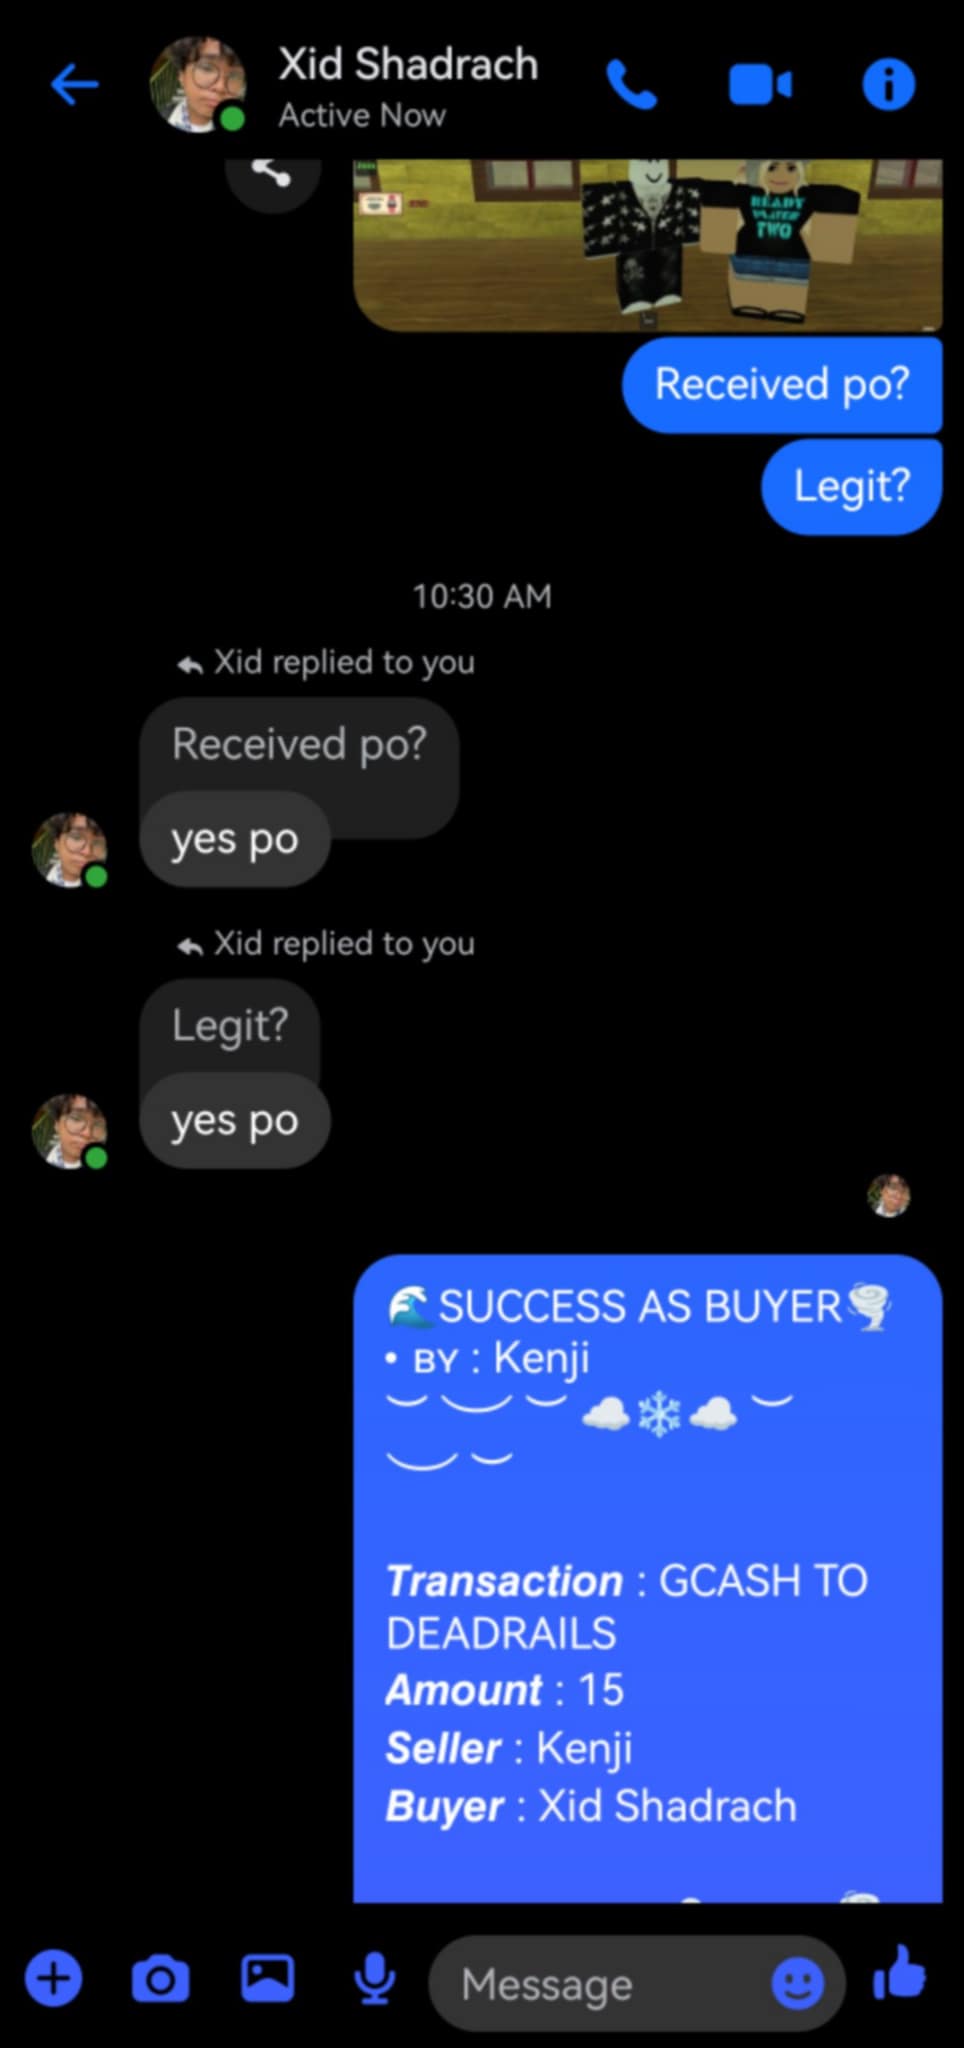 Xid Shadrach
Active Now
READY
PLAYER
TWO
Received po?
Legit?
10:30 AM
Xid replied to you
Received po?
yes po
Xid replied to you
Legit?
yes po
🌊SUCCESS AS BUYER🌪️
• ʙʏ : Kenji
︶︶︶☁️❄️☁️︶
︶︶
Transaction : GCASH TO
DEADRAILS
Amount : 15
Seller : Kenji
Buyer : Xid Shadrach
Message